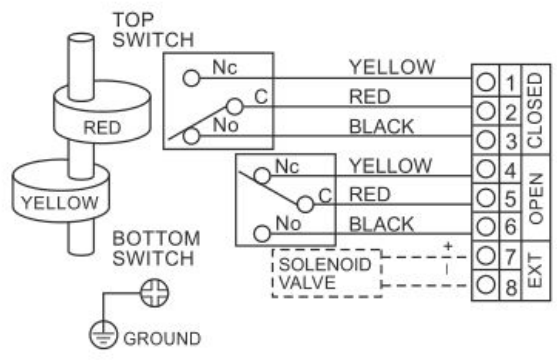 TOP
SWITCH
Nc
YELLOW
1
C
RED
2
CLOSED
RED
No
BLACK
3
Nc
YELLOW
4
YELLOW
C
RED
5
OPEN
No
BLACK
6
BOTTOM
SWITCH
SOLENOID
VALVE
+
7
–
8
EXT
GROUND